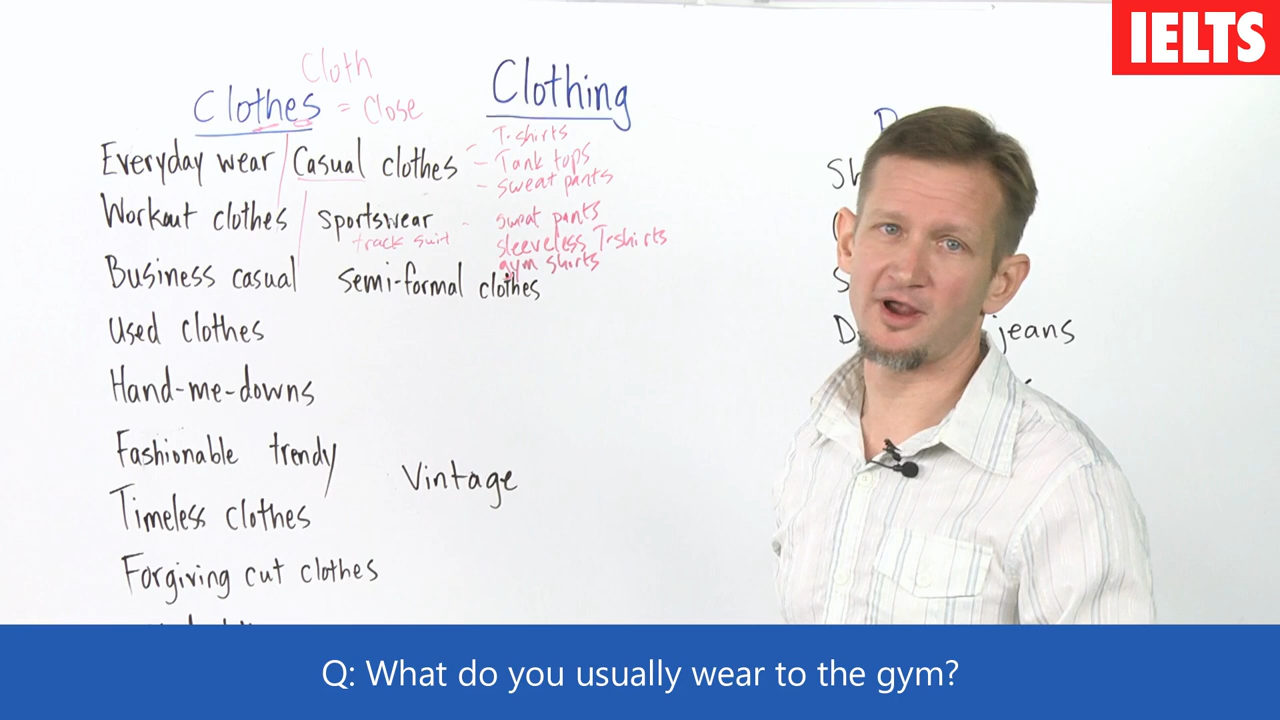 IELTS
Cloth
Clothes = Close
Clothing
T-shirts
Everyday wear / Casual clothes - Tank tops
- sweat pants
Workout clothes / sportswear - sweat pants
track suit
sleeveless T-shirts
gym shirts
Business casual semi-formal clothes
Used clothes
jeans
Hand-me-downs
Fashionable trendy
Vintage
Timeless clothes
Forgiving cut clothes
Q: What do you usually wear to the gym?